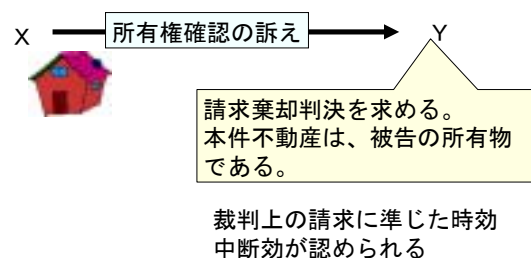 X 所有権確認の訴え Y
請求棄却判決を求める。
本件不動産は、被告の所有物
である。
裁判上の請求に準じた時効
中断効が認められる